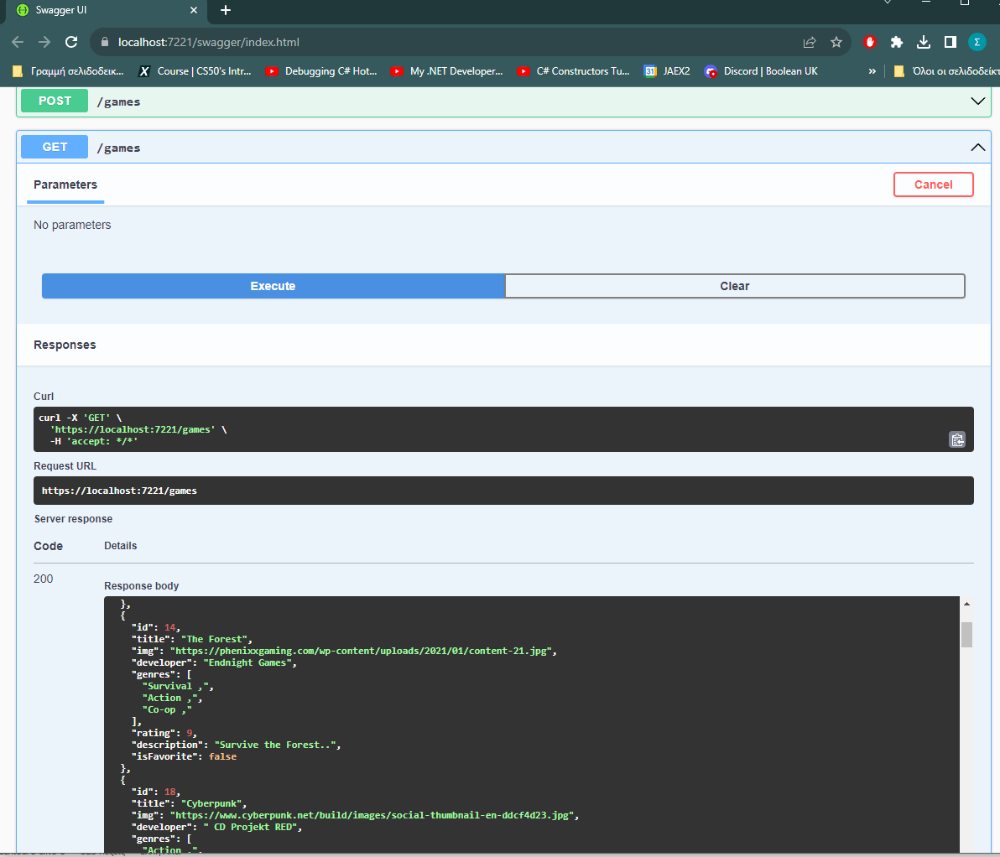 Swagger UI
localhost:7221/swagger/index.html
Σ
Γραμμή σελιδοδεικ...
X Course | CS50's Intr...
Debugging C# Hot...
My .NET Developer...
C# Constructors Tu...
31 JAEX2
Discord | Boolean UK
»
Όλοι οι σελιδοδείκτ
POST /games
GET /games
Parameters
Cancel
No parameters
Execute
Clear
Responses
Curl
curl -X 'GET' \
'https://localhost:7221/games' \
-H 'accept: */*'
Request URL
https://localhost:7221/games
Server response
Code Details
200
Response body
},
{
"id": 14,
"title": "The Forest",
"img": "https://phenixxgaming.com/wp-content/uploads/2021/01/content-21.jpg",
"developer": "Endnight Games",
"genres": [
"Survival ,",
"Action ,",
"Co-op ,"
],
"rating": 9,
"description": "Survive the Forest..",
"isFavorite": false
},
{
"id": 18,
"title": "Cyberpunk",
"img": "https://www.cyberpunk.net/build/images/social-thumbnail-en-ddcf4d23.jpg",
"developer": " CD Projekt RED",
"genres": [
"Action ,",